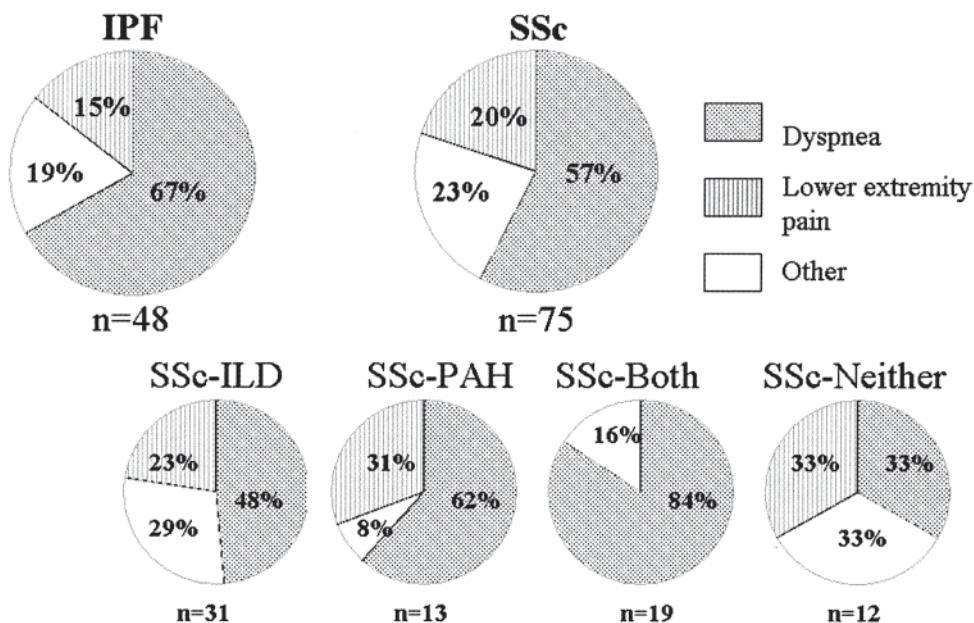 IPF
SSc
15%
19%
67%
20%
23%
57%
Dyspnea
Lower extremity
pain
Other
n=48
n=75
SSc-ILD
SSc-PAH
SSc-Both
SSc-Neither
23%
48%
29%
31%
62%
8%
16%
84%
33%
33%
33%
n=31
n=13
n=19
n=12